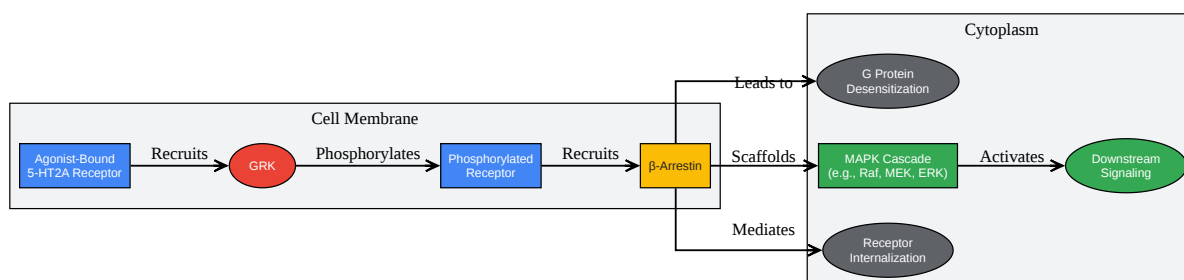 Cytoplasm
Leads to
G Protein
Desensitization
Cell Membrane
Agonist-Bound
5-HT2A Receptor
Recruits
GRK
Phosphorylates
Phosphorylated
Receptor
Recruits
β-Arrestin
Scaffolds
MAPK Cascade
(e.g., Raf, MEK, ERK)
Activates
Downstream
Signaling
Mediates
Receptor
Internalization